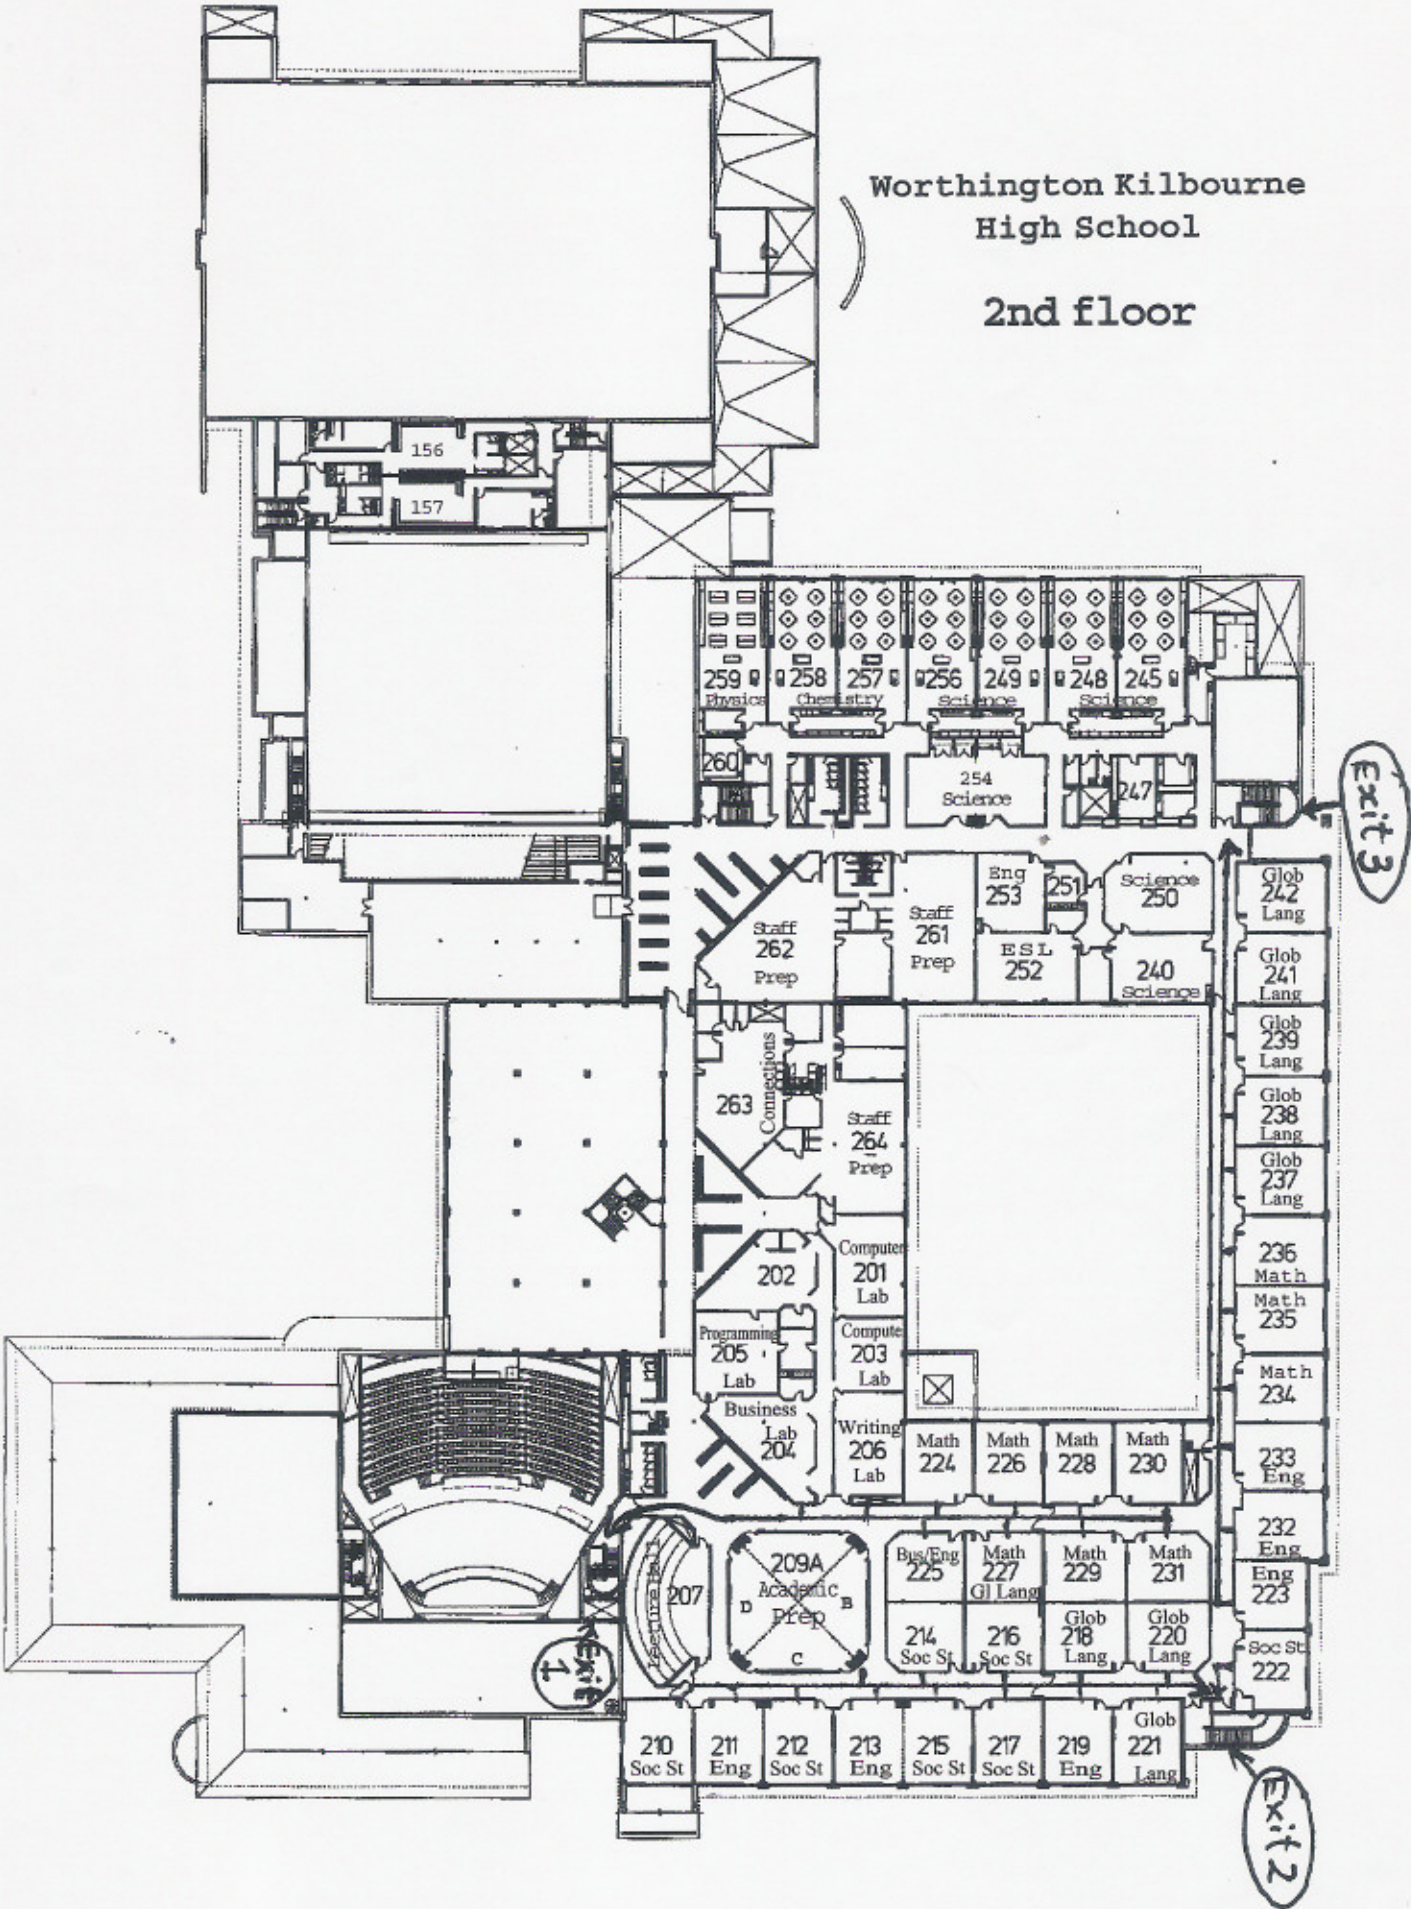 Worthington Kilbourne
High School
2nd floor
156
157
259
Physics
258
257
Chemistry
256
249
Science
248
245
Science
260
254
Science
247
Exit 3
Eng
253
251
Science
250
Glob
242
Lang
Staff
262
Prep
Staff
261
Prep
ESL
252
240
Science
Glob
241
Lang
Glob
239
Lang
Connections
263
Glob
238
Lang
Staff
264
Prep
Glob
237
Lang
202
Computer
201
Lab
236
Math
Math
235
Programming
205
Lab
Compute
203
Lab
Math
234
Business
Lab
204
Writing
206
Lab
Math
224
Math
226
Math
228
Math
230
233
Eng
232
Eng
Lecture Hall
207
209A
Academic
Prep
D
B
C
Bus/Eng
225
Math
227
Gl Lang
Math
229
Math
231
Eng
223
214
Soc St
216
Soc St
Glob
218
Lang
Glob
220
Lang
Soc St
222
Exit
1
210
Soc St
211
Eng
212
Soc St
213
Eng
215
Soc St
217
Soc St
219
Eng
Glob
221
Lang
Exit 2